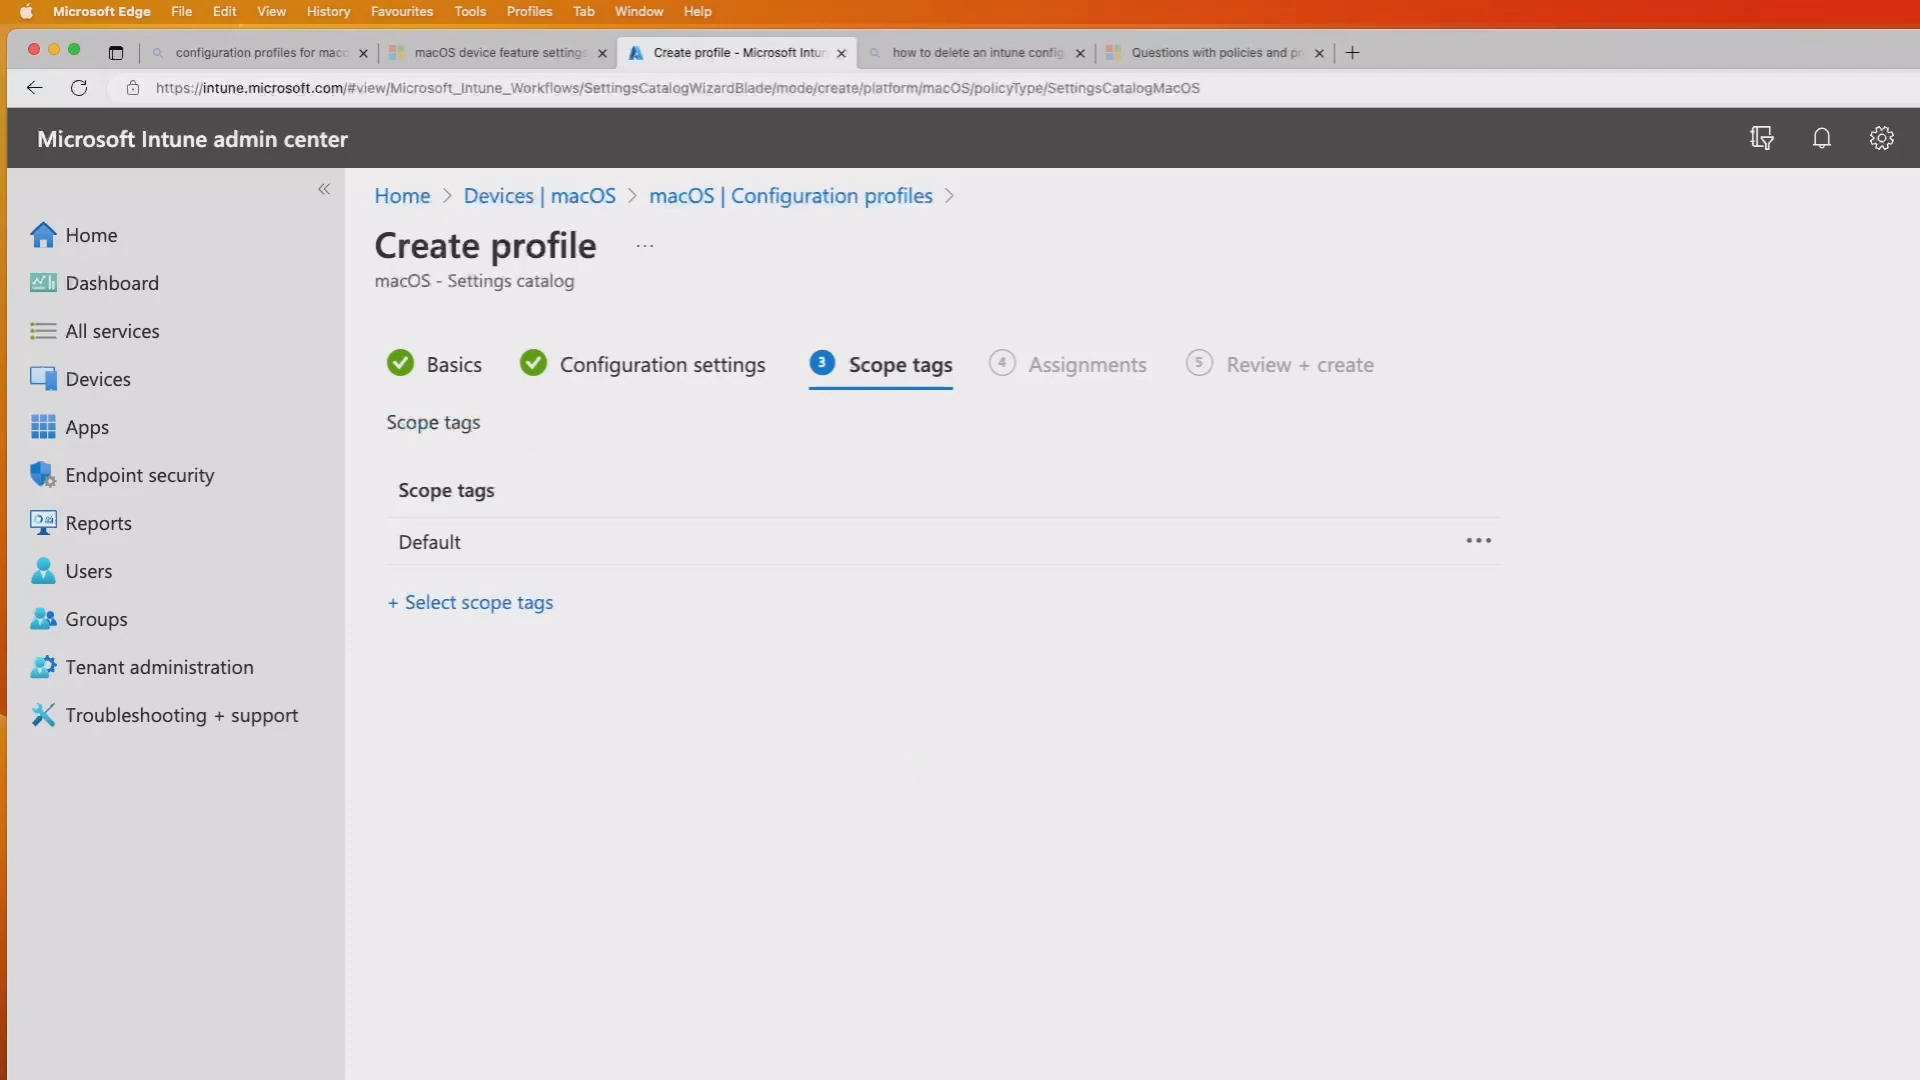 Microsoft Edge File Edit View History Favourites Tools Profiles Tab Window Help
configuration profiles for maco
macOS device feature settings
Create profile - Microsoft Intun
how to delete an intune config
Questions with policies and pr
https://intune.microsoft.com/#view/Microsoft_Intune_Workflows/SettingsCatalogWizardBlade/mode/create/platform/macOS/policyType/SettingsCatalogMacOS
Microsoft Intune admin center
Home
Dashboard
All services
Devices
Apps
Endpoint security
Reports
Users
Groups
Tenant administration
Troubleshooting + support
Home > Devices | macOS > macOS | Configuration profiles >
Create profile ...
macOS - Settings catalog
Basics
Configuration settings
3 Scope tags
4 Assignments
5 Review + create
Scope tags
Scope tags
Default
+ Select scope tags